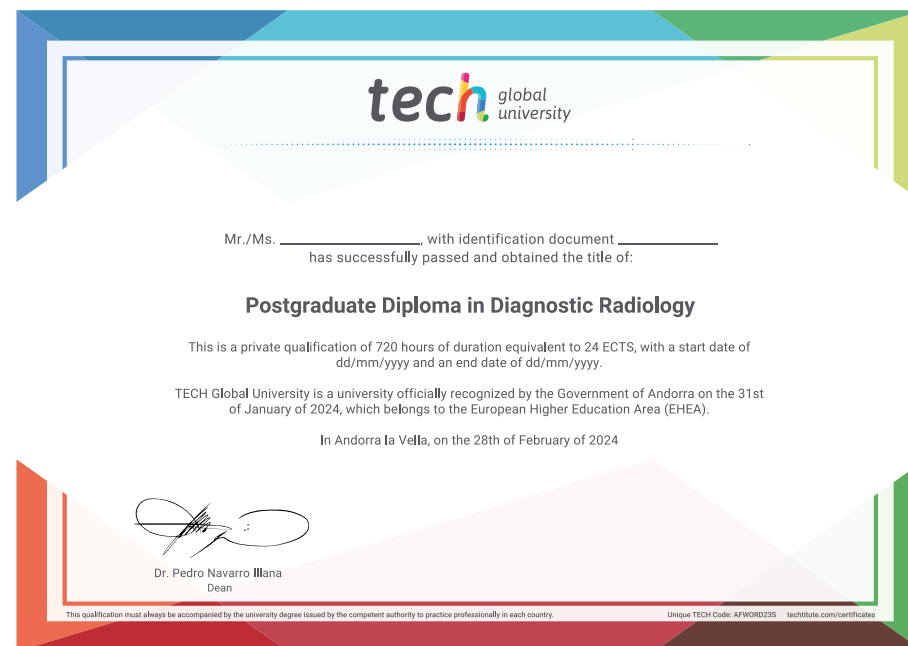 tech global university
Mr./Ms. ____________________, with identification document ______________
has successfully passed and obtained the title of:
Postgraduate Diploma in Diagnostic Radiology
This is a private qualification of 720 hours of duration equivalent to 24 ECTS, with a start date of
dd/mm/yyyy and an end date of dd/mm/yyyy.
TECH Global University is a university officially recognized by the Government of Andorra on the 31st
of January of 2024, which belongs to the European Higher Education Area (EHEA).
In Andorra la Vella, on the 28th of February of 2024
Dr. Pedro Navarro Illana
Dean
This qualification must always be accompanied by the university degree issued by the competent authority to practice professionally in each country.
Unique TECH Code: AFWORD23S techtitute.com/certificates